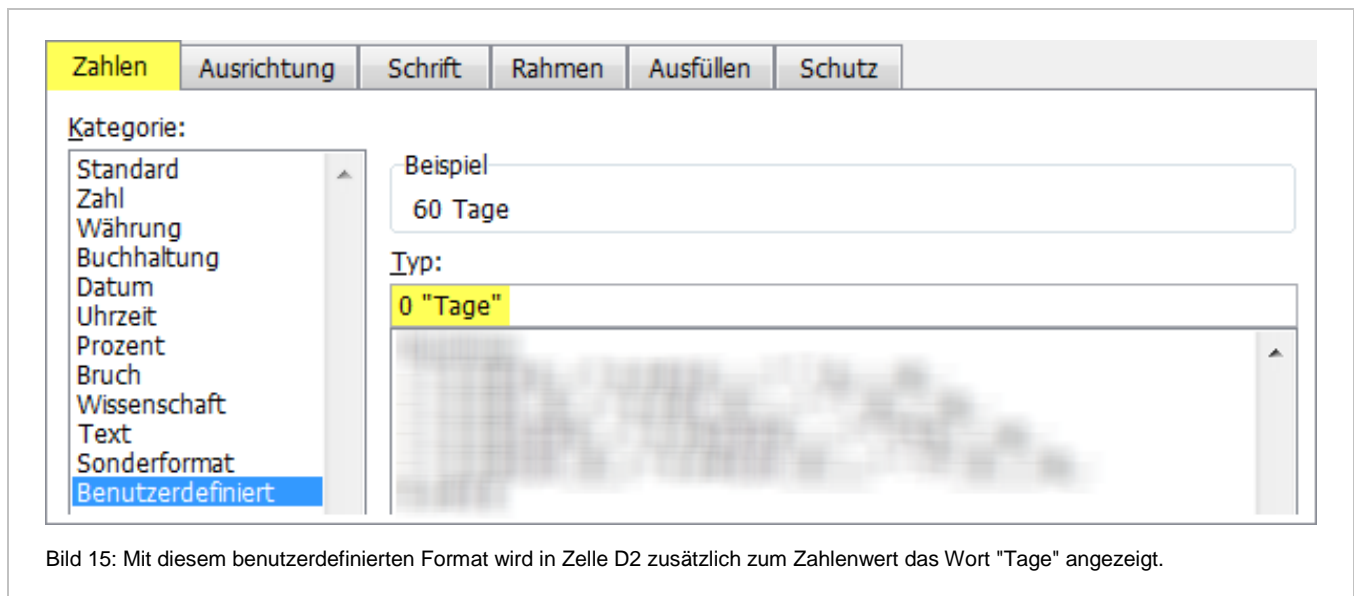 Zahlen Ausrichtung Schrift Rahmen Ausfüllen Schutz
Kategorie:
Standard
Zahl
Währung
Buchhaltung
Datum
Uhrzeit
Prozent
Bruch
Wissenschaft
Text
Sonderformat
Benutzerdefiniert
Beispiel
60 Tage
Typ:
0 "Tage"
Bild 15: Mit diesem benutzerdefinierten Format wird in Zelle D2 zusätzlich zum Zahlenwert das Wort "Tage" angezeigt.